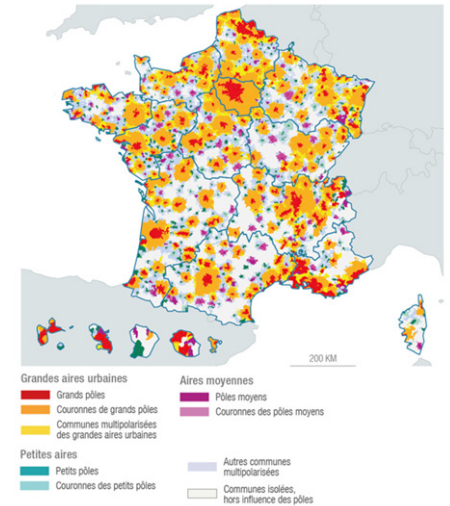 200 KM
Grandes aires urbaines
Grands pôles
Couronnes de grands pôles
Communes multipolarisées
des grandes aires urbaines
Petites aires
Petits pôles
Couronnes des petits pôles
Aires moyennes
Pôles moyens
Couronnes des pôles moyens
Autres communes
multipolarisées
Communes isolées,
hors influence des pôles